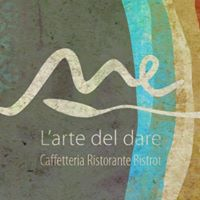 me
L'arte del dare
Caffetteria Ristorante Bistrot